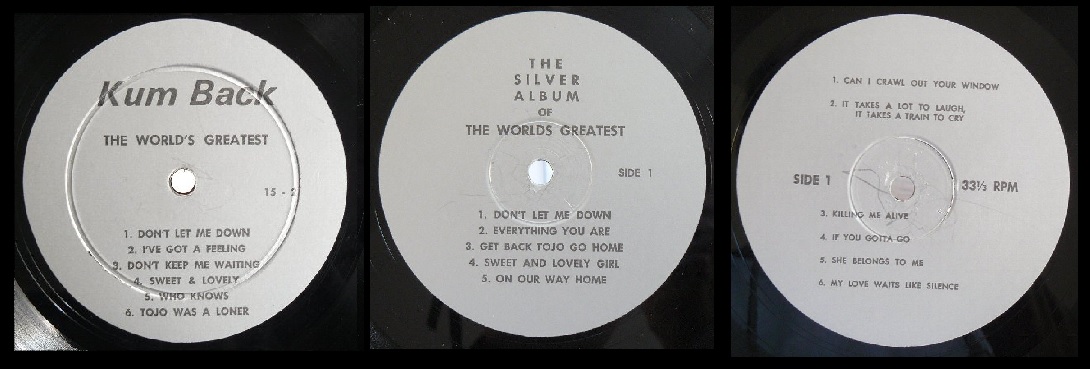 Kum Back
THE WORLD'S GREATEST
15 - 2
1. DON'T LET ME DOWN
2. I'VE GOT A FEELING
3. DON'T KEEP ME WAITING
4. SWEET & LOVELY
5. WHO KNOWS
6. TOJO WAS A LONER
THE
SILVER
ALBUM
OF
THE WORLDS GREATEST
SIDE 1
1. DON'T LET ME DOWN
2. EVERYTHING YOU ARE
3. GET BACK TOJO GO HOME
4. SWEET AND LOVELY GIRL
5. ON OUR WAY HOME
1. CAN I CRAWL OUT YOUR WINDOW
2. IT TAKES A LOT TO LAUGH,
IT TAKES A TRAIN TO CRY
SIDE 1
33⅓ RPM
3. KILLING ME ALIVE
4. IF YOU GOTTA GO
5. SHE BELONGS TO ME
6. MY LOVE WAITS LIKE SILENCE